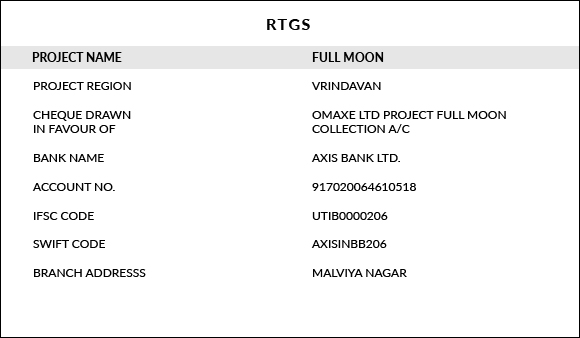 RTGS
PROJECT NAME FULL MOON
PROJECT REGION VRINDAVAN
CHEQUE DRAWN OMAXE LTD PROJECT FULL MOON
IN FAVOUR OF COLLECTION A/C
BANK NAME AXIS BANK LTD.
ACCOUNT NO. 917020064610518
IFSC CODE UTIB0000206
SWIFT CODE AXISINBB206
BRANCH ADDRESSS MALVIYA NAGAR